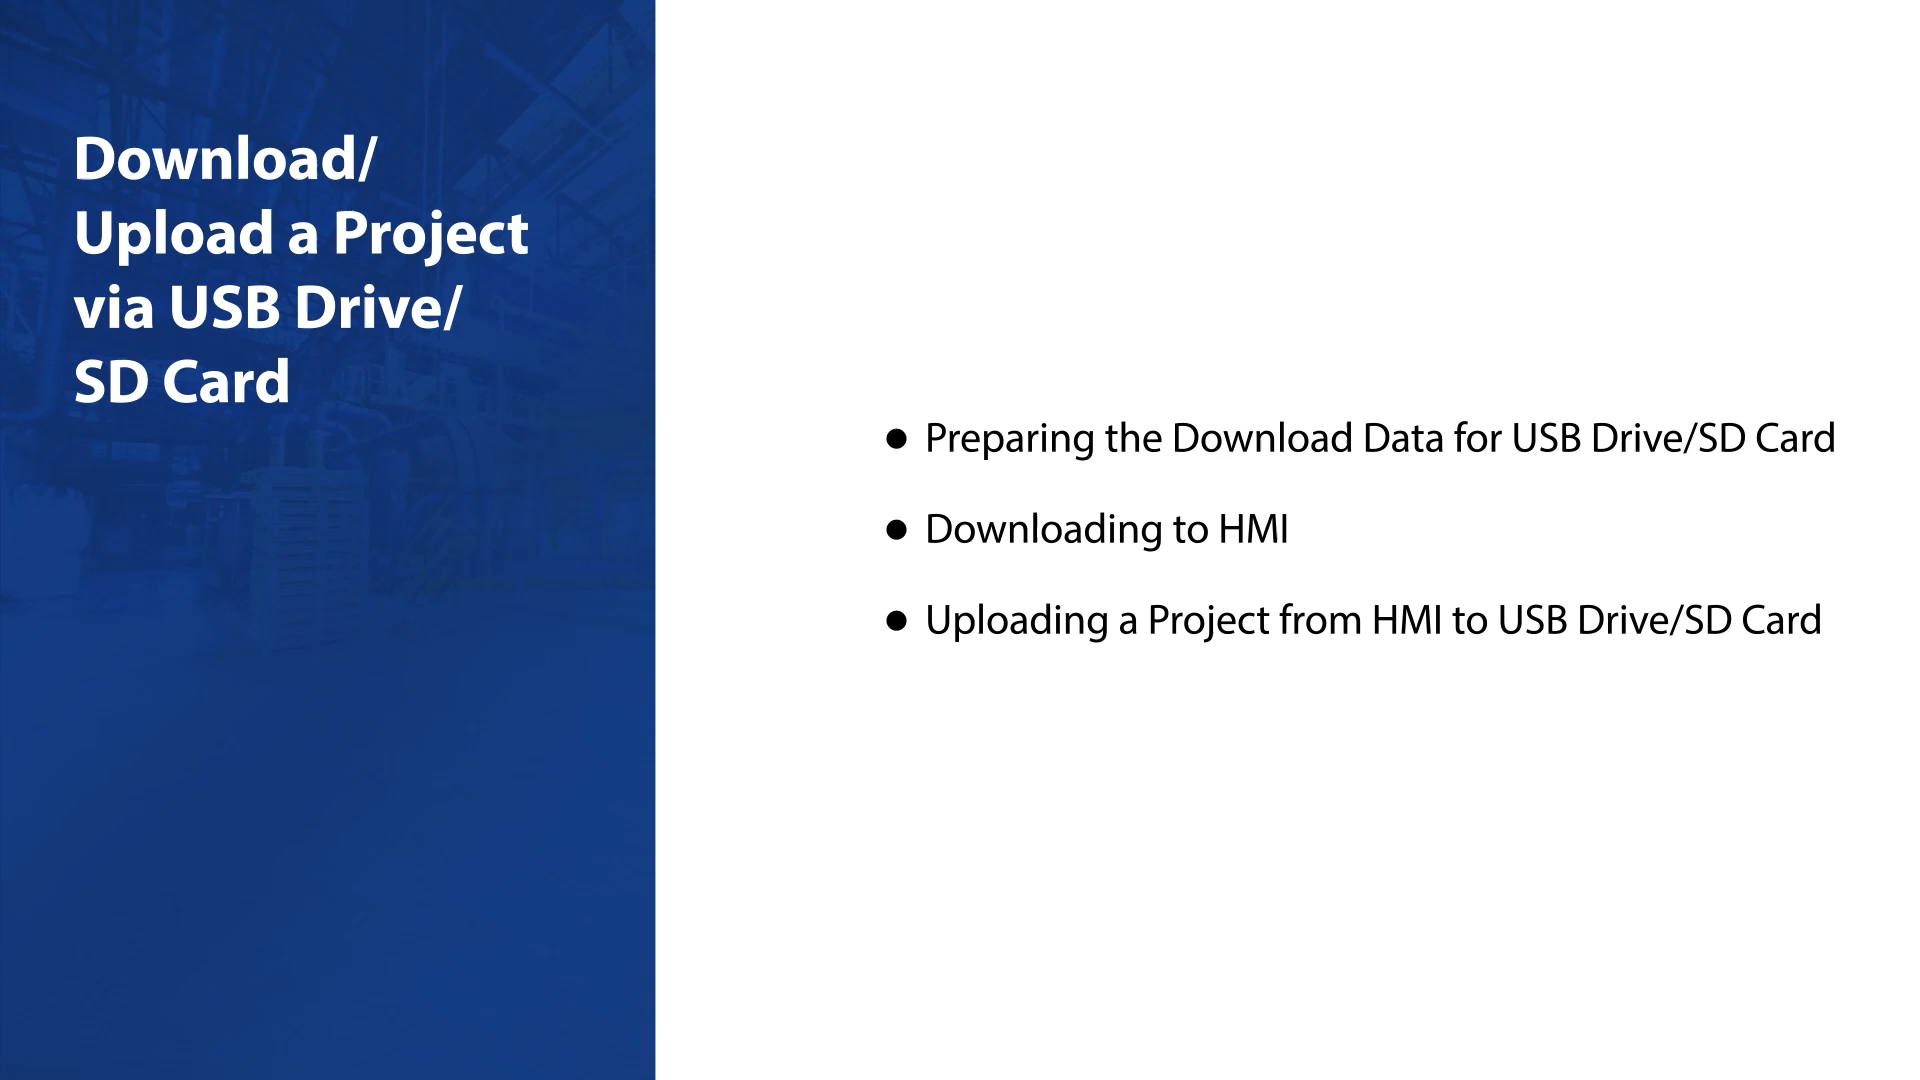 Download/
Upload a Project
via USB Drive/
SD Card
● Preparing the Download Data for USB Drive/SD Card
● Downloading to HMI
● Uploading a Project from HMI to USB Drive/SD Card